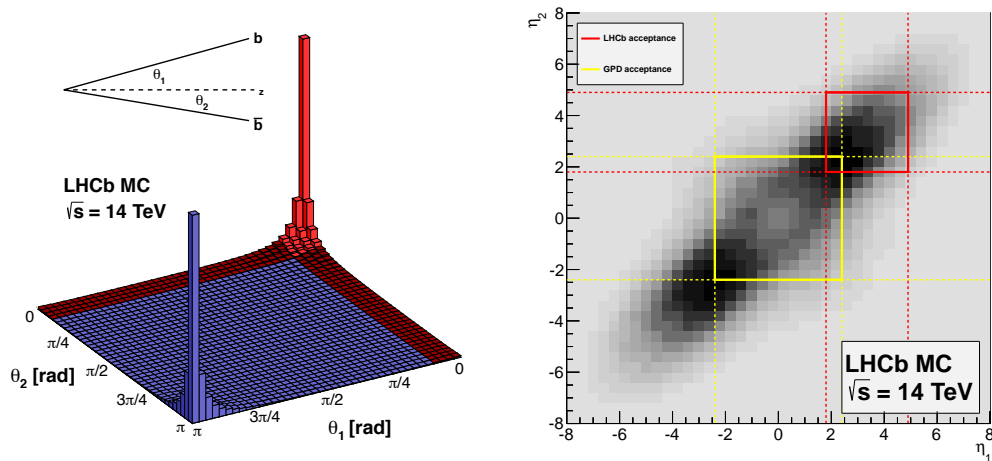 b
θ1
z
θ2
b̅
LHCb MC
√s = 14 TeV
0
π/4
π/2
3π/4
π
θ2 [rad]
π
3π/4
π/2
π/4
0
θ1 [rad]
η2
8
6
4
2
0
-2
-4
-6
-8
LHCb acceptance
GPD acceptance
LHCb MC
√s = 14 TeV
-8 -6 -4 -2 0 2 4 6 8
η1